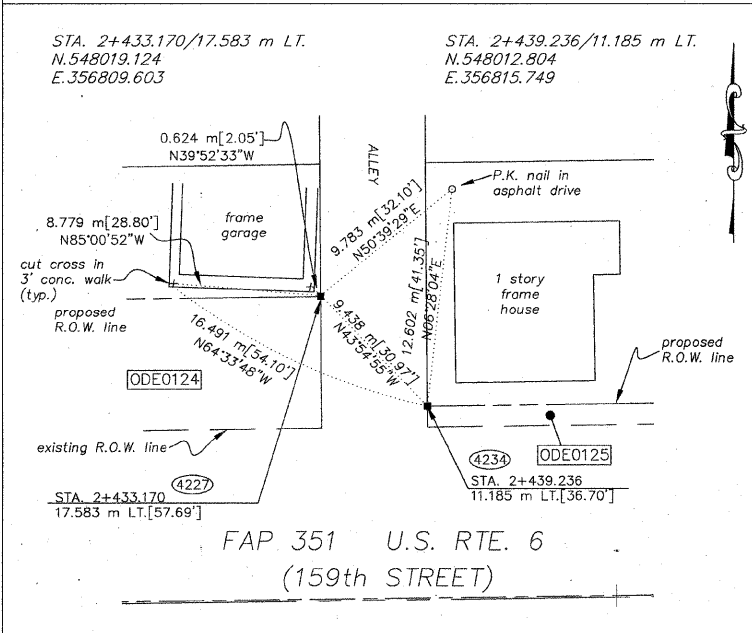 STA. 2+433.170/17.583 m LT.
N.548019.124
E.356809.603
STA. 2+439.236/11.185 m LT.
N.548012.804
E.356815.749
0.624 m[2.05']
N39°52'33"W
ALLEY
P.K. nail in
asphalt drive
8.779 m[28.80']
N85°00'52"W
frame
garage
9.783 m[32.10']
N50°39'29"E
cut cross in
3' conc. walk
(typ.)
1 story
frame
house
12.602 m[41.35']
N06°28'04"E
proposed
R.O.W. line
9.438 m[30.97']
N43°54'55"W
16.491 m[54.10']
N64°33'48"W
proposed
R.O.W. line
ODE0124
existing R.O.W. line
4227
STA. 2+433.170
17.583 m LT.[57.69']
4234
ODE0125
STA. 2+439.236
11.185 m LT.[36.70']
FAP 351 U.S. RTE. 6
(159th STREET)